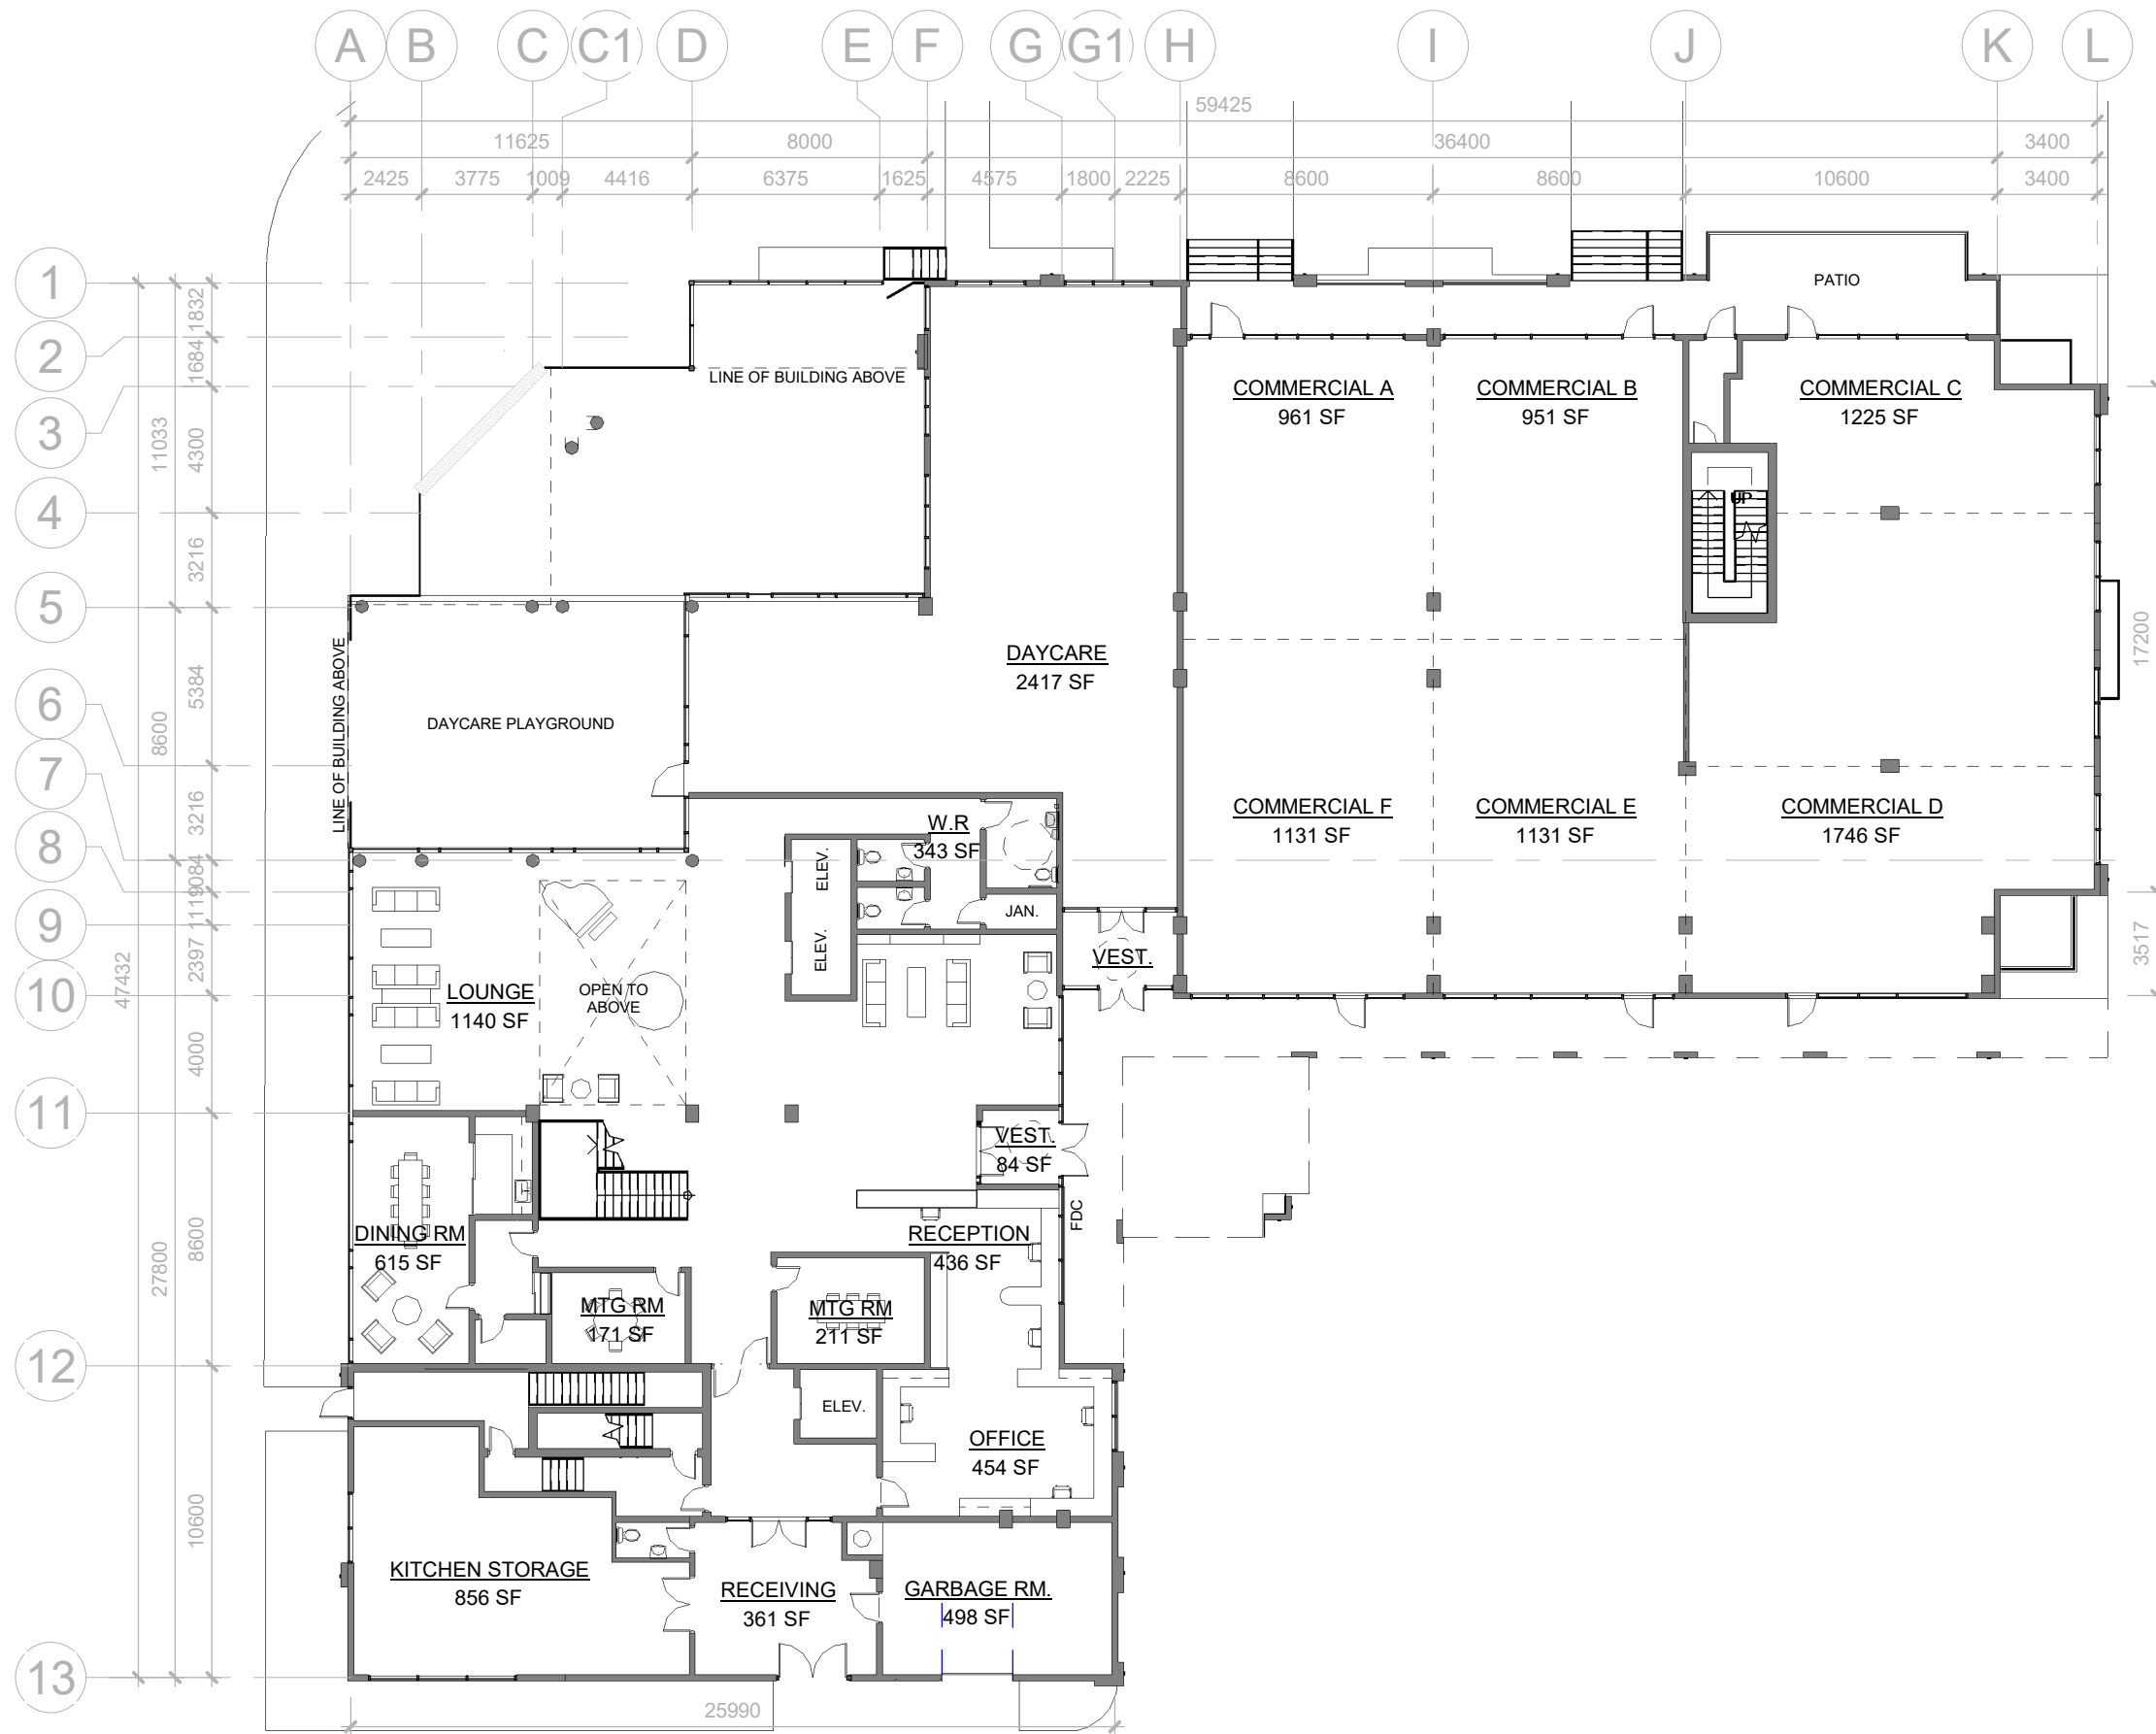 A B C C1 D E F G G1 H I J K L
59425
11625 8000 36400 3400
2425 3775 1009 4416 6375 1625 4575 1800 2225 8600 8600 10600 3400
1
2
3
4
5
6
7
8
9
10
11
12
13
1832
1684
4300
3216
5384
3216
1084
1119
2397
4000
8600
10600
11033
8600
27800
47432
17200
3517
25990
PATIO
LINE OF BUILDING ABOVE
COMMERCIAL A
961 SF
COMMERCIAL B
951 SF
COMMERCIAL C
1225 SF
UP
DAYCARE
2417 SF
LINE OF BUILDING ABOVE
DAYCARE PLAYGROUND
COMMERCIAL F
1131 SF
COMMERCIAL E
1131 SF
COMMERCIAL D
1746 SF
W.R
343 SF
ELEV.
ELEV.
JAN.
VEST.
LOUNGE
1140 SF
OPEN TO
ABOVE
VEST.
84 SF
FDC
DINING RM
615 SF
RECEPTION
436 SF
MTG RM
171 SF
MTG RM
211 SF
ELEV.
OFFICE
454 SF
KITCHEN STORAGE
856 SF
RECEIVING
361 SF
GARBAGE RM.
498 SF